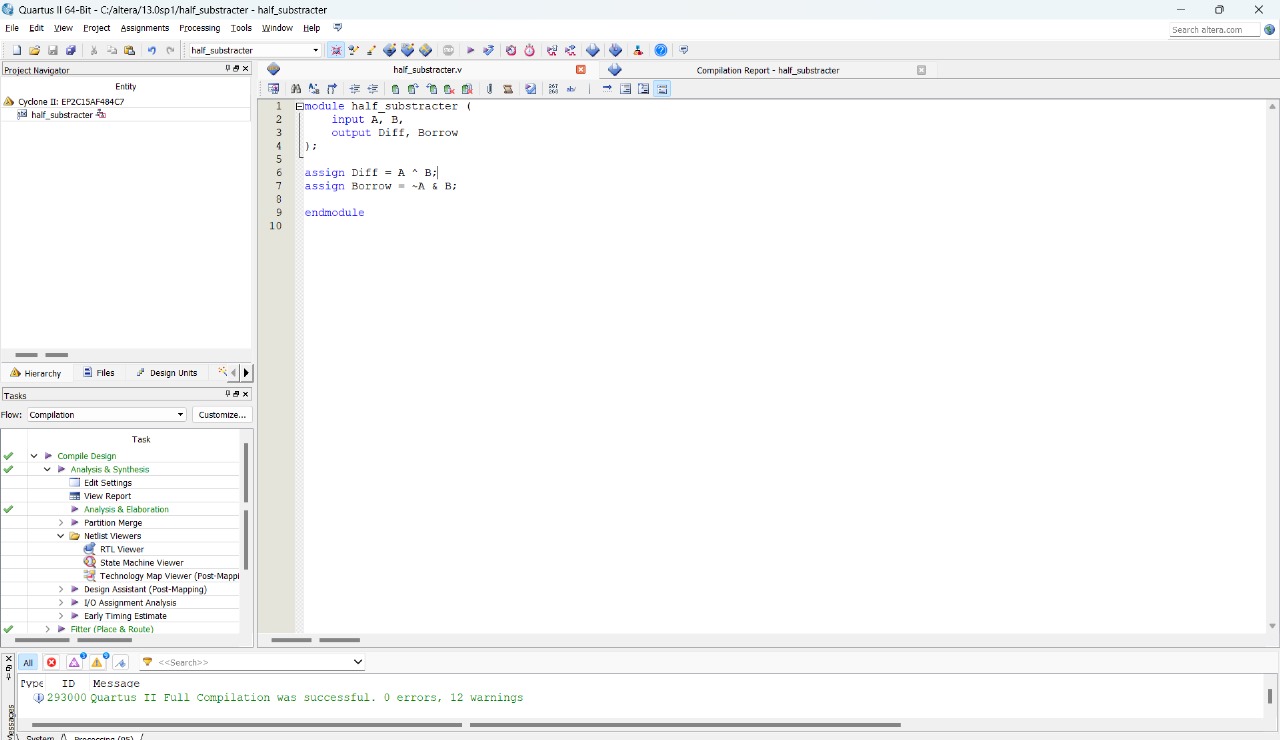 Quartus II 64-Bit - C:/altera/13.0sp1/half_substracter - half_substracter
File Edit View Project Assignments Processing Tools Window Help
Search altera.com
half_substracter
Project Navigator
Entity
Cyclone II: EP2C15AF484C7
half_substracter
Hierarchy Files Design Units
Tasks
Flow: Compilation Customize...
Task
Compile Design
Analysis & Synthesis
Edit Settings
View Report
Analysis & Elaboration
Partition Merge
Netlist Viewers
RTL Viewer
State Machine Viewer
Technology Map Viewer (Post-Mappi
Design Assistant (Post-Mapping)
I/O Assignment Analysis
Early Timing Estimate
Fitter (Place & Route)
half_substracter.v
Compilation Report - half_substracter
267
268
ab/
1 module half_substracter (
2 input A, B,
3 output Diff, Borrow
4 );
5
6 assign Diff = A ^ B;
7 assign Borrow = ~A & B;
8
9 endmodule
10
All
<<Search>>
Type ID Message
293000 Quartus II Full Compilation was successful. 0 errors, 12 warnings
Messages
System Processing (95)